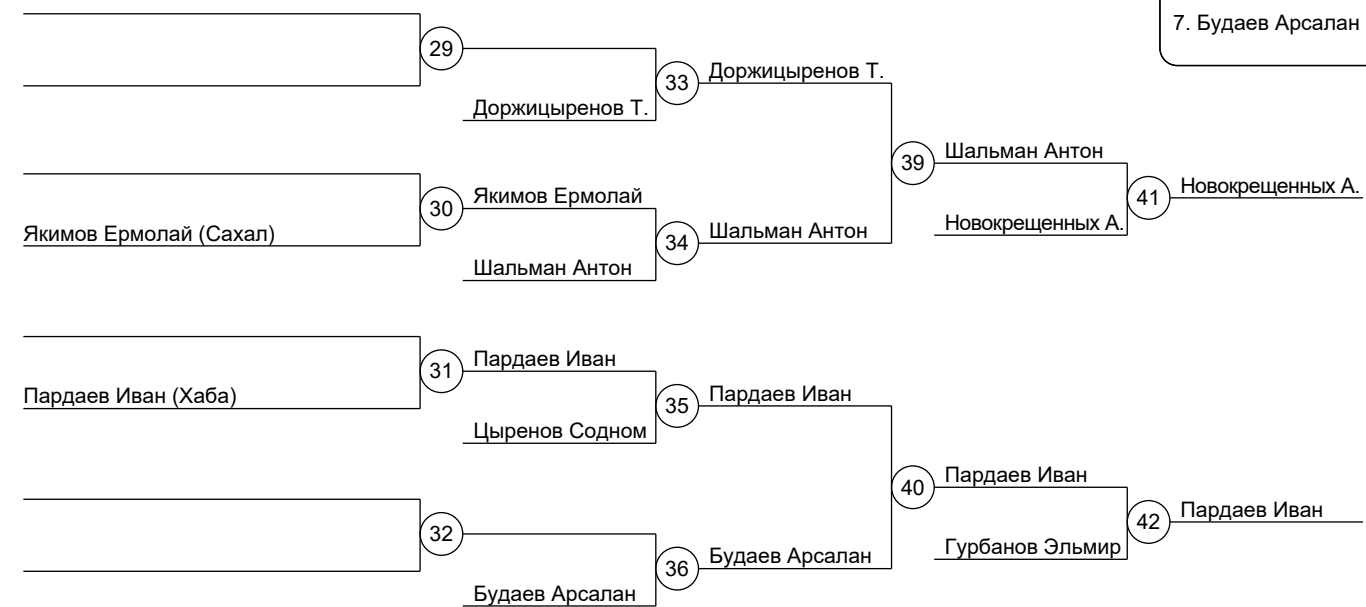 7. Будаев Арсалан
29
Доржицыренов Т.
33
Доржицыренов Т.
39
Шальман Антон
Якимов Ермолай (Сахал)
30
Якимов Ермолай
34
Шальман Антон
Шальман Антон
Новокрещенных А.
41
Новокрещенных А.
Пардаев Иван (Хаба)
31
Пардаев Иван
35
Пардаев Иван
Цыренов Содном
40
Пардаев Иван
32
Будаев Арсалан
36
Будаев Арсалан
Гурбанов Эльмир
42
Пардаев Иван